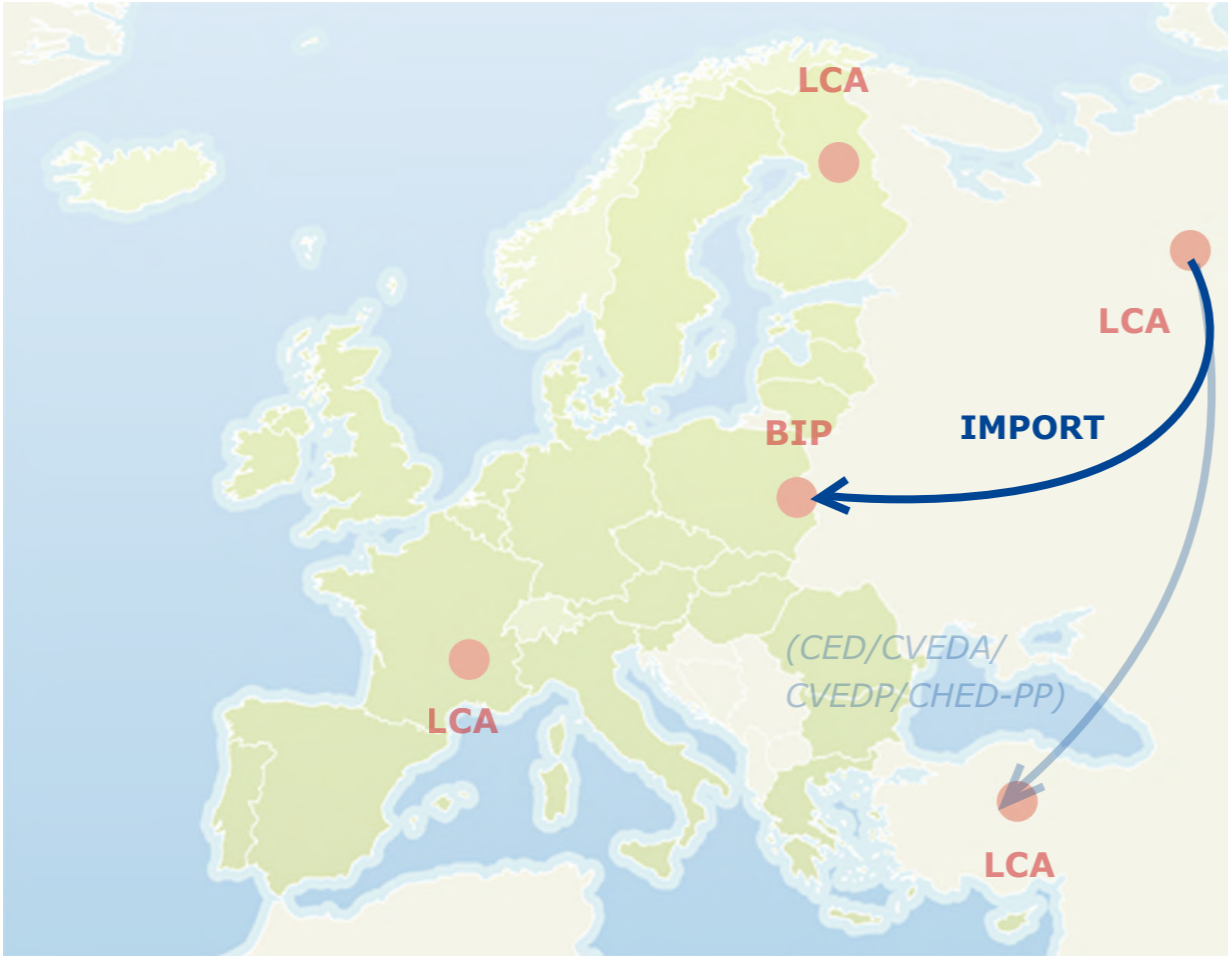 LCA
LCA
IMPORT
BIP
(CED/CVEDA/
CVEDP/CHED-PP)
LCA
LCA